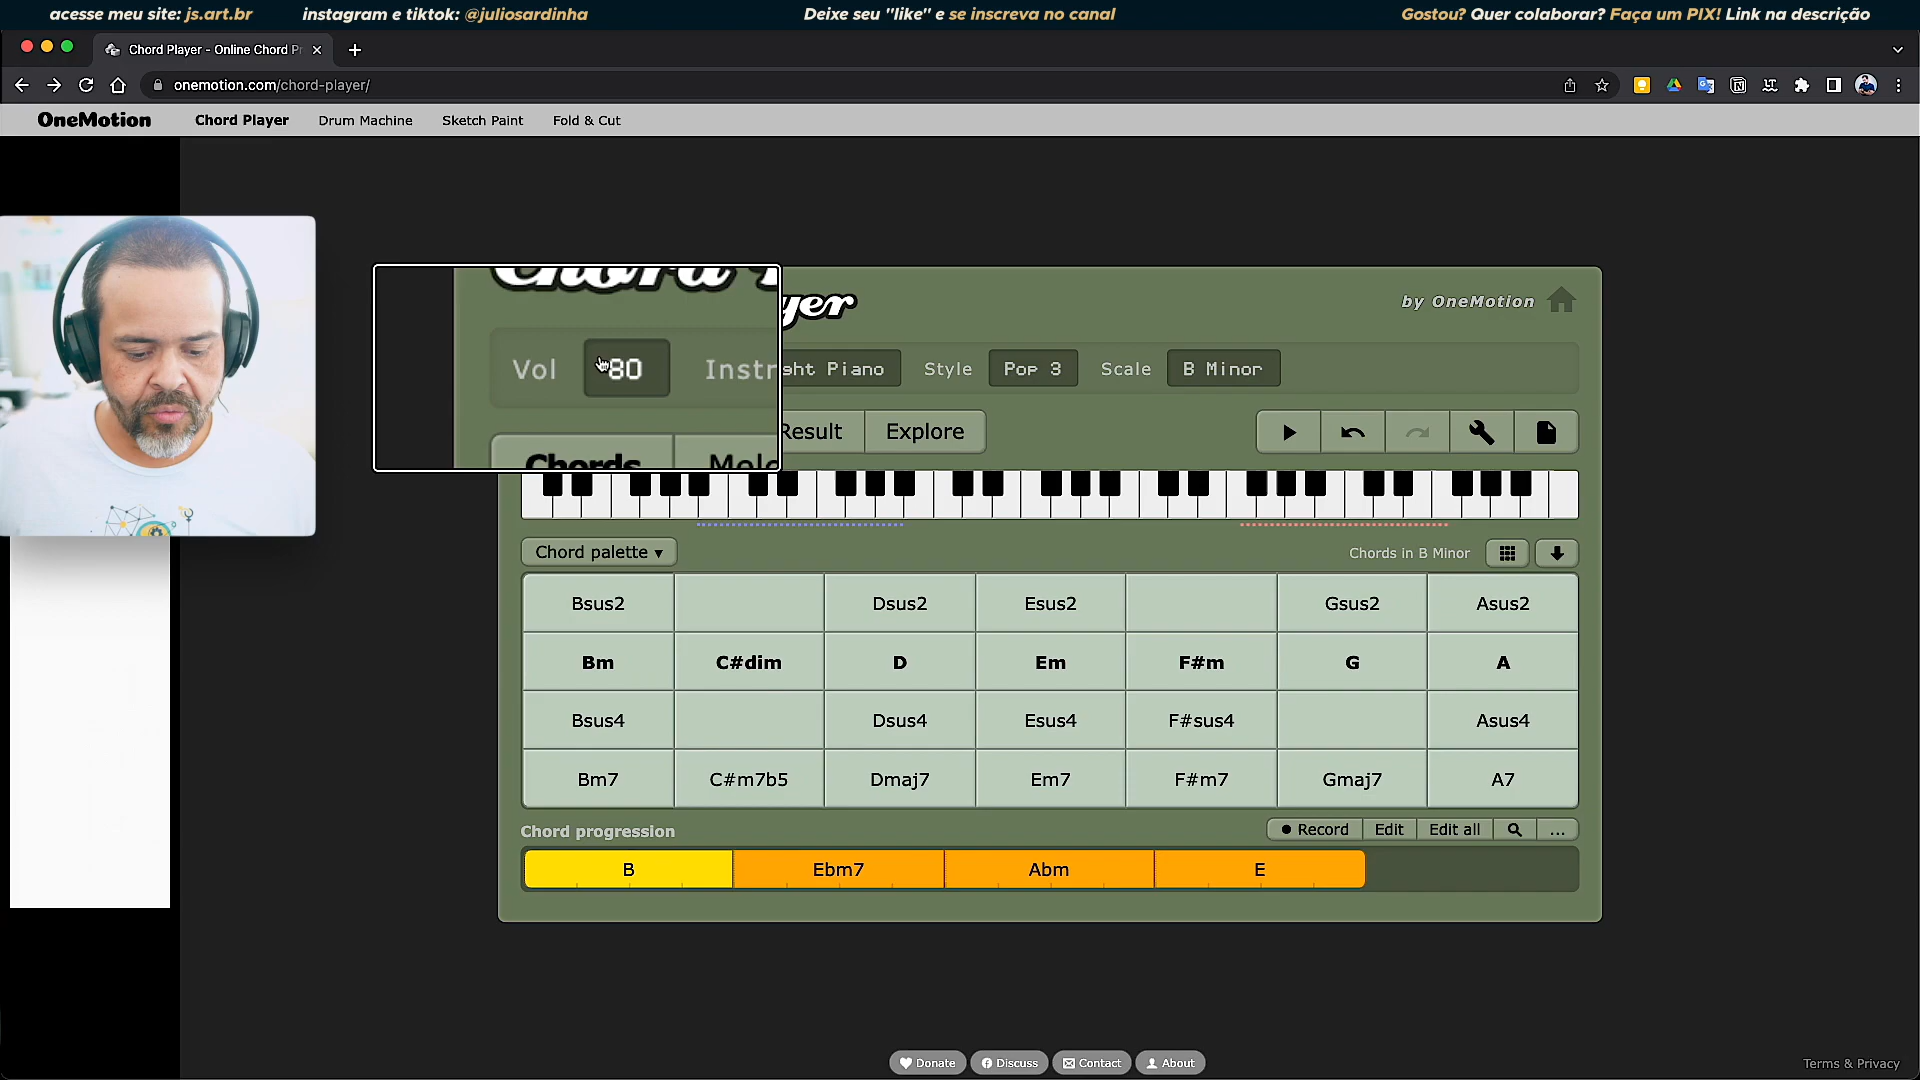 acesse meu site: js.art.br instagram e tiktok: @juliosardinha Deixe seu "like" e se inscreva no canal Gostou? Quer colaborar? Faça um PIX! Link na descrição
Chord Player - Online Chord Pr
onemotion.com/chord-player/
OneMotion Chord Player Drum Machine Sketch Paint Fold & Cut
Chord
yer by OneMotion
Vol 80 Instr ght Piano Style Pop 3 Scale B Minor
Chords Result Explore
Chord palette ▾ Chords in B Minor
Bsus2 Dsus2 Esus2 Gsus2 Asus2
Bm C#dim D Em F#m G A
Bsus4 Dsus4 Esus4 F#sus4 Asus4
Bm7 C#m7b5 Dmaj7 Em7 F#m7 Gmaj7 A7
Chord progression Record Edit Edit all ...
B Ebm7 Abm E
Donate Discuss Contact About Terms & Privacy